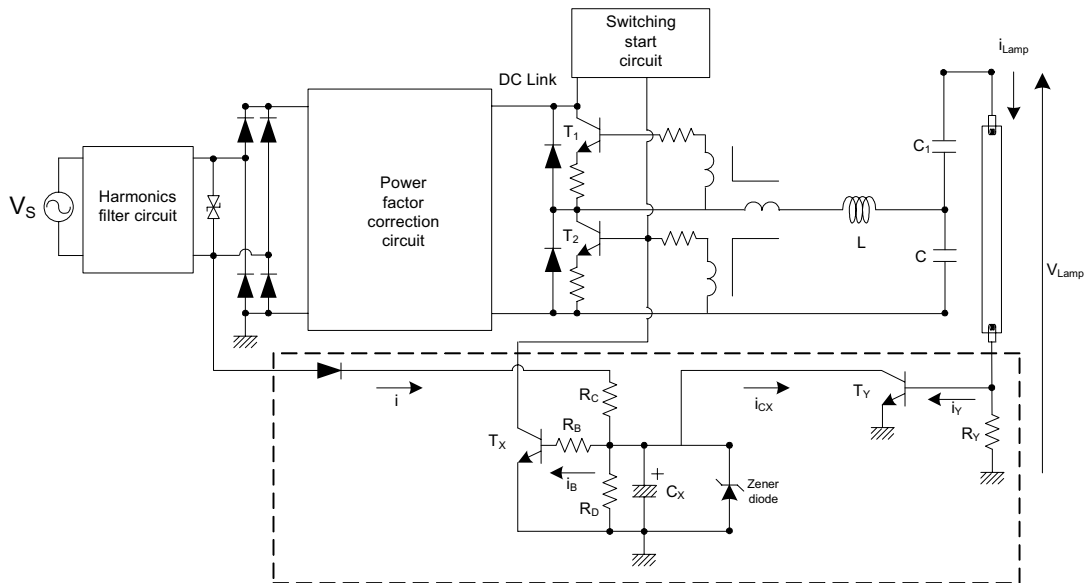 Switching
start
circuit
i_Lamp
DC Link
T_1
C_1
Harmonics
filter circuit
Power
factor
correction
circuit
V_S
T_2
L
C
V_Lamp
i
R_C
i_CX
T_Y
i_Y
R_Y
T_X
R_B
i_B
R_D
+
C_X
Zener
diode